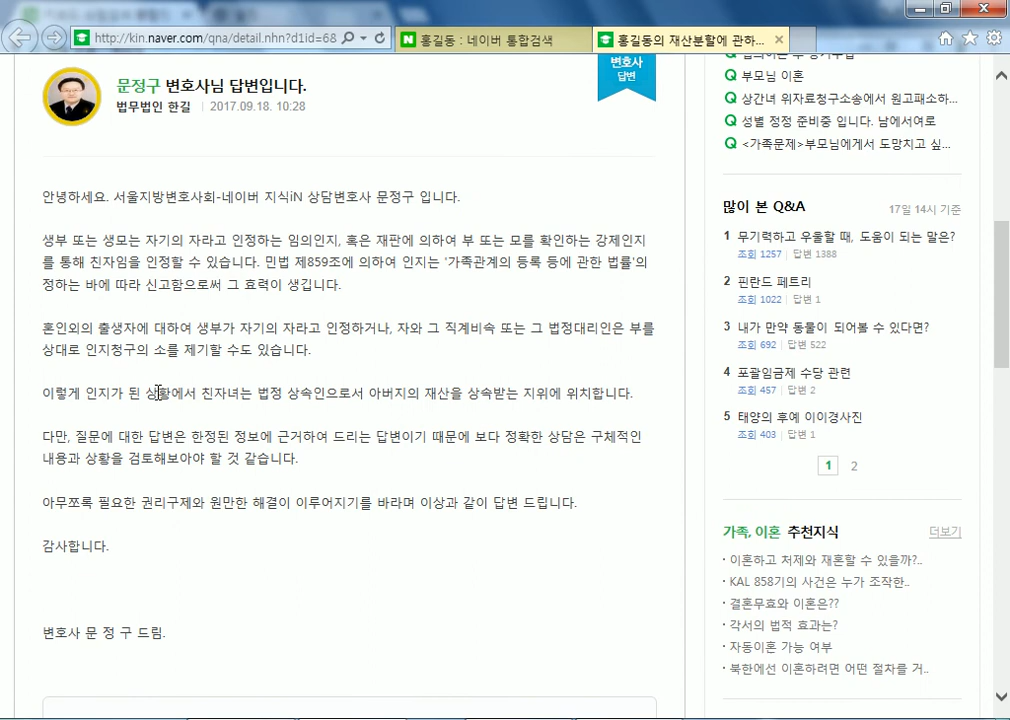 http://kin.naver.com/qna/detail.nhn?d1id=68
홍길동 : 네이버 통합검색
홍길동의 재산분할에 관하...
문정구 변호사님 답변입니다.
법무법인 한길 2017.09.18. 10:28
변호사
답변
안녕하세요. 서울지방변호사회-네이버 지식iN 상담변호사 문정구 입니다.
생부 또는 생모는 자기의 자라고 인정하는 임의인지, 혹은 재판에 의하여 부 또는 모를 확인하는 강제인지
를 통해 친자임을 인정할 수 있습니다. 민법 제859조에 의하여 인지는 '가족관계의 등록 등에 관한 법률'의
정하는 바에 따라 신고함으로써 그 효력이 생깁니다.
혼인외의 출생자에 대하여 생부가 자기의 자라고 인정하거나, 자와 그 직계비속 또는 그 법정대리인은 부를
상대로 인지청구의 소를 제기할 수도 있습니다.
이렇게 인지가 된 상황에서 친자녀는 법정 상속인으로서 아버지의 재산을 상속받는 지위에 위치합니다.
다만, 질문에 대한 답변은 한정된 정보에 근거하여 드리는 답변이기 때문에 보다 정확한 상담은 구체적인
내용과 상황을 검토해보아야 할 것 같습니다.
아무쪼록 필요한 권리구제와 원만한 해결이 이루어지기를 바라며 이상과 같이 답변 드립니다.
감사합니다.
변호사 문 정 구 드림.
Q 부모님 이혼
Q 상간녀 위자료청구소송에서 원고패소하...
Q 성별 정정 준비중 입니다. 남에서여로
Q <가족문제>부모님에게서 도망치고 싶...
많이 본 Q&A 17일 14시 기준
1 무기력하고 우울할 때, 도움이 되는 말은?
조회 1257 답변 1388
2 핀란드 페트리
조회 1022 답변 1
3 내가 만약 동물이 되어볼 수 있다면?
조회 692 답변 522
4 포괄임금제 수당 관련
조회 457 답변 2
5 태양의 후예 이이경사진
조회 403 답변 1
1 2
가족, 이혼 추천지식 더보기
· 이혼하고 처제와 재혼할 수 있을까?..
· KAL 858기의 사건은 누가 조작한..
· 결혼무효와 이혼은??
· 각서의 법적 효과는?
· 자동이혼 가능 여부
· 북한에선 이혼하려면 어떤 절차를 거..